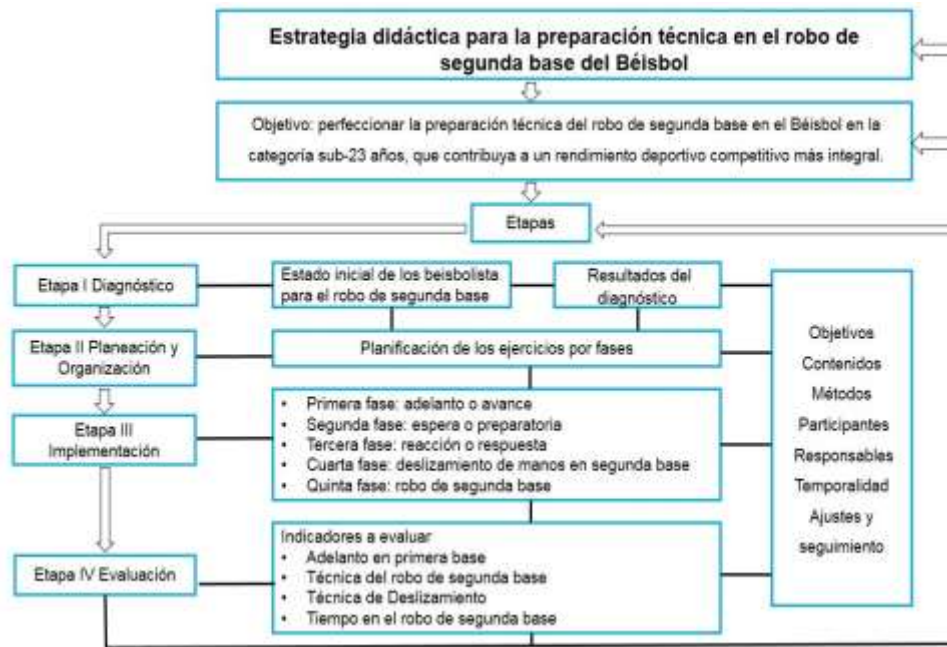 Estrategia didáctica para la preparación técnica en el robo de
segunda base del Béisbol
Objetivo: perfeccionar la preparación técnica del robo de segunda base en el Béisbol en la
categoría sub-23 años, que contribuya a un rendimiento deportivo competitivo más integral.
Etapas
Etapa I Diagnóstico
Estado inicial de los beisbolista
para el robo de segunda base
Resultados del
diagnóstico
Etapa II Planeación y
Organización
Planificación de los ejercicios por fases
Etapa III
Implementación
• Primera fase: adelanto o avance
• Segunda fase: espera o preparatoria
• Tercera fase: reacción o respuesta
• Cuarta fase: deslizamiento de manos en segunda base
• Quinta fase: robo de segunda base
Etapa IV Evaluación
Indicadores a evaluar
• Adelanto en primera base
• Técnica del robo de segunda base
• Técnica de Deslizamiento
• Tiempo en el robo de segunda base
Objetivos
Contenidos
Métodos
Participantes
Responsables
Temporalidad
Ajustes y
seguimiento